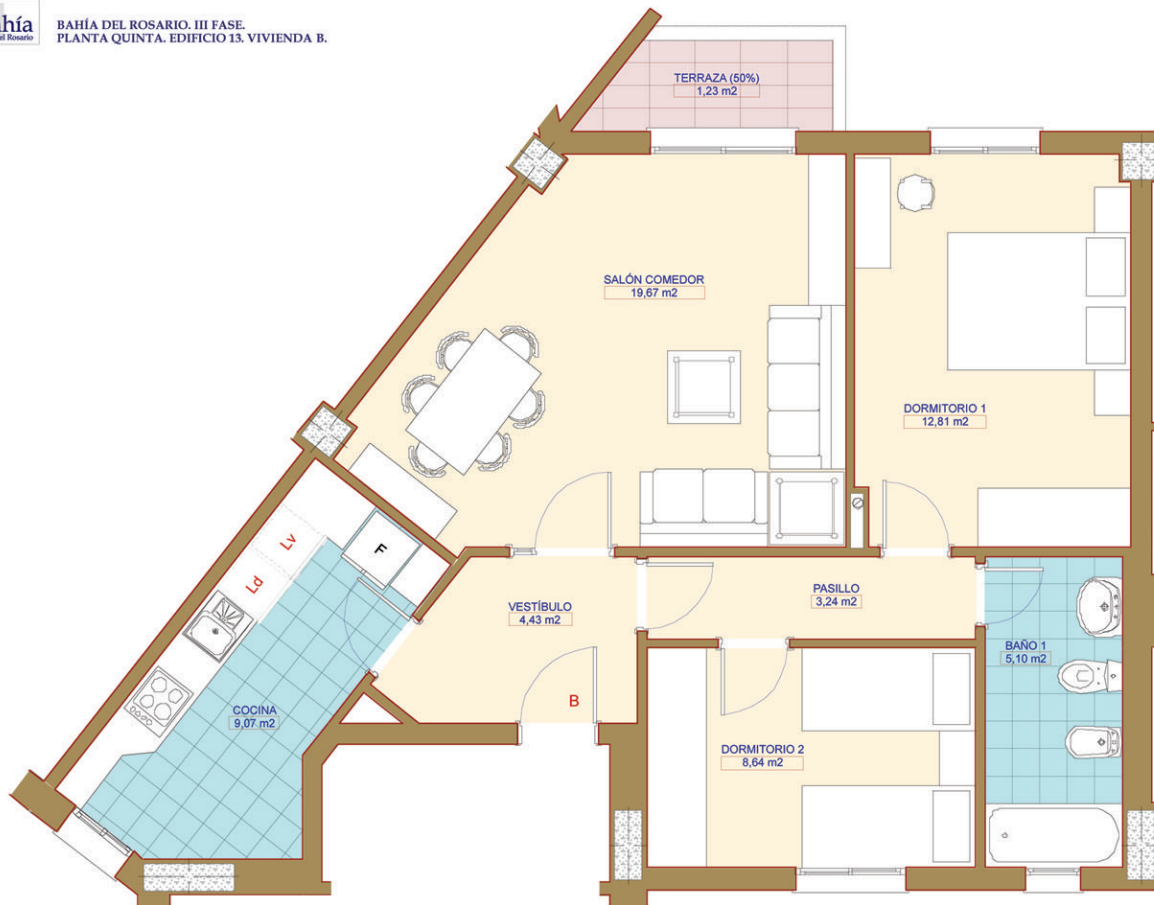 del Rosario
BAHÍA DEL ROSARIO. III FASE.
PLANTA QUINTA. EDIFICIO 13. VIVIENDA B.
TERRAZA (50%)
1,23 m2
SALÓN COMEDOR
19,67 m2
DORMITORIO 1
12,81 m2
Lv
F
Ld
VESTÍBULO
4,43 m2
PASILLO
3,24 m2
BAÑO 1
5,10 m2
B
COCINA
9,07 m2
DORMITORIO 2
8,64 m2